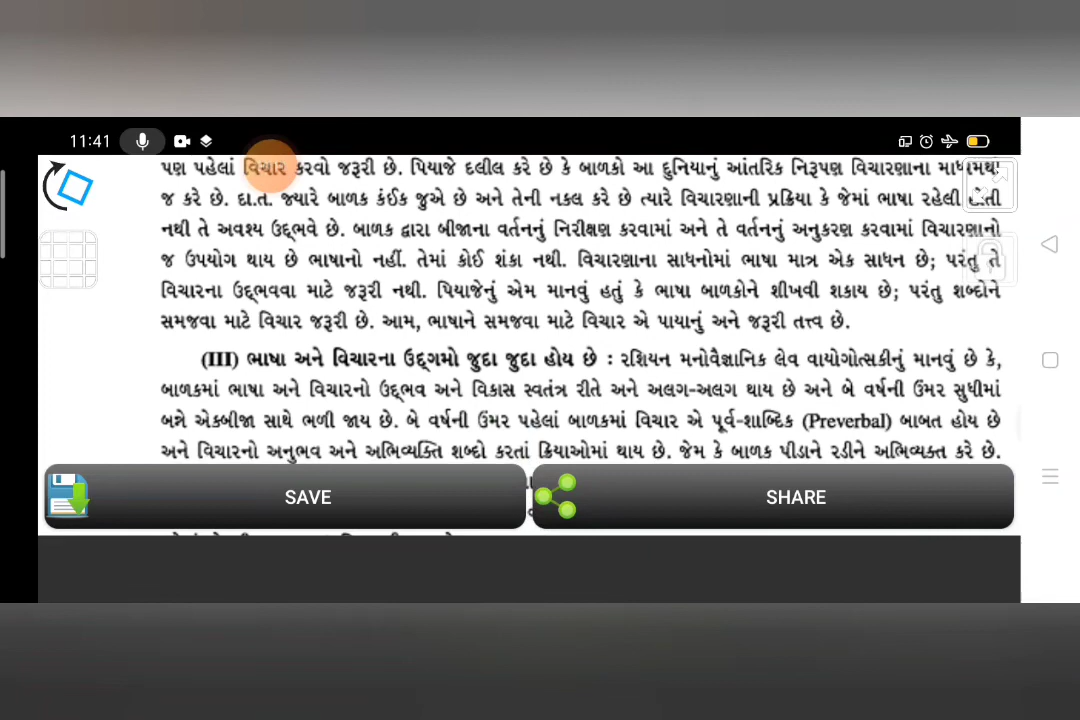 11:41
પણ પહેલાં વિચાર કરવો જરૂરી છે. પિયાજે દલીલ કરે છે કે બાળકો આ દુનિયાનું આંતરિક નિરૂપણ વિચારણાના માધ્યમથી
જ કરે છે. દા.ત. જ્યારે બાળક કંઈક જુએ છે અને તેની નકલ કરે છે ત્યારે વિચારણાની પ્રક્રિયા કે જેમાં ભાષા રહેલી હોતી
નથી તે અવશ્ય ઉદ્ભવે છે. બાળક દ્વારા બીજાના વર્તનનું નિરીક્ષણ કરવામાં અને તે વર્તનનું અનુકરણ કરવામાં વિચારણાનો
જ ઉપયોગ થાય છે ભાષાનો નહીં. તેમાં કોઈ શંકા નથી. વિચારણાના સાધનોમાં ભાષા માત્ર એક સાધન છે; પરંતુ તે
વિચારના ઉદ્ભવવા માટે જરૂરી નથી. પિયાજેનું એમ માનવું હતું કે ભાષા બાળકોને શીખવી શકાય છે; પરંતુ શબ્દોને
સમજવા માટે વિચાર જરૂરી છે. આમ, ભાષાને સમજવા માટે વિચાર એ પાયાનું અને જરૂરી તત્ત્વ છે.
(III) ભાષા અને વિચારના ઉદ્ગમો જુદા જુદા હોય છે : રશિયન મનોવૈજ્ઞાનિક લેવ વાયોગોત્સકીનું માનવું છે કે,
બાળકમાં ભાષા અને વિચારનો ઉદ્ભવ અને વિકાસ સ્વતંત્ર રીતે અને અલગ-અલગ થાય છે અને બે વર્ષની ઉમર સુધીમાં
બન્ને એકબીજા સાથે ભળી જાય છે. બે વર્ષની ઉમર પહેલાં બાળકમાં વિચાર એ પૂર્વ-શાબ્દિક (Preverbal) બાબત હોય છે
અને વિચારનો અનુભવ અને અભિવ્યક્તિ શબ્દો કરતાં ક્રિયાઓમાં થાય છે. જેમ કે બાળક પીડાને રડીને અભિવ્યક્ત કરે છે.
SAVE
SHARE